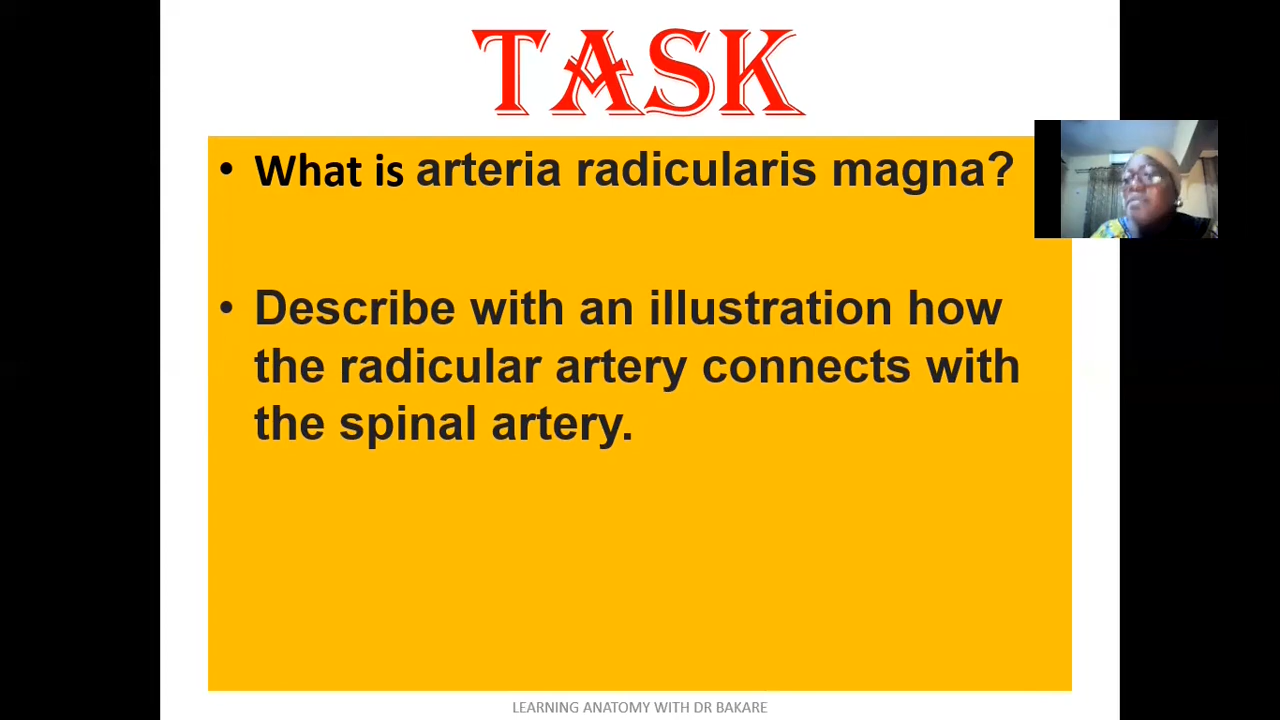 TASK
• What is arteria radicularis magna?
• Describe with an illustration how
the radicular artery connects with
the spinal artery.
LEARNING ANATOMY WITH DR BAKARE